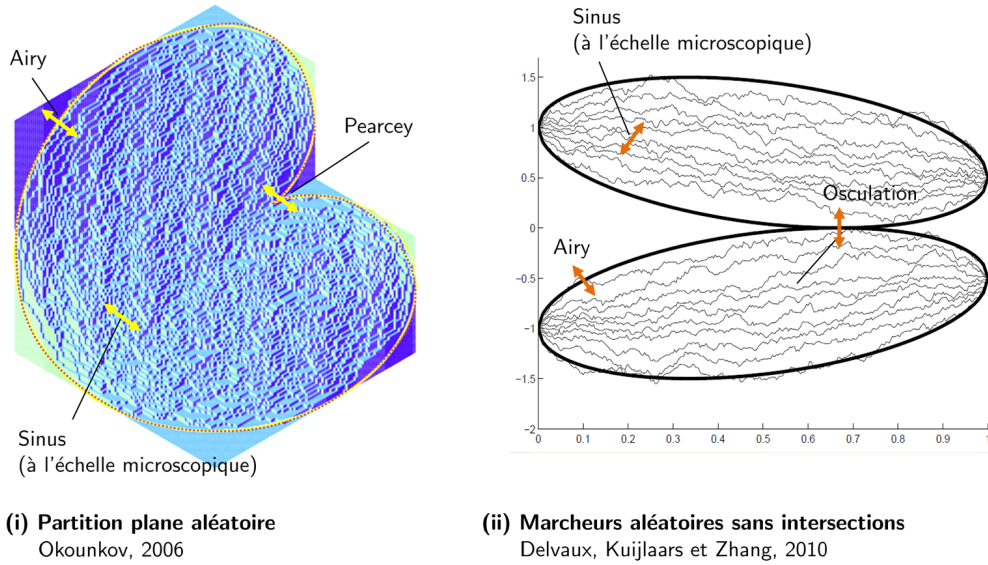 Airy
Pearcey
Sinus
(à l'échelle microscopique)
(i) Partition plane aléatoire
Okounkov, 2006
Sinus
(à l'échelle microscopique)
Osculation
Airy
1.5
1
0.5
0
−0.5
−1
−1.5
−2
0 0.1 0.2 0.3 0.4 0.5 0.6 0.7 0.8 0.9 1
(ii) Marcheurs aléatoires sans intersections
Delvaux, Kuijlaars et Zhang, 2010